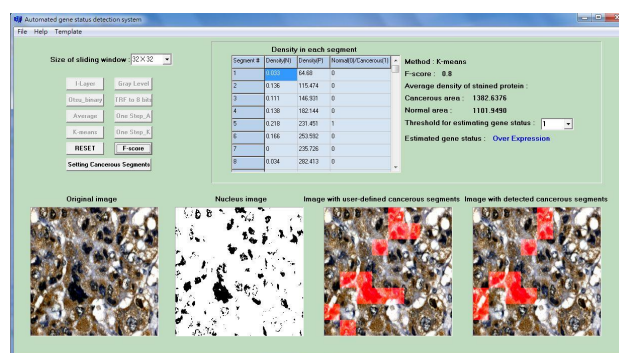 Automated gene status detection system
File Help Template
Size of sliding window : 32×32
1-Layer Gray Level
Otsu_binary TRF to 8 bits
Average One Step_A
K-means One Step_K
RESET F-score
Setting Cancerous Segments
Density in each segment
Segment # Density(N) Density(P) Normal(0)/Cancerous(1)
1 0.033 64.68 0
2 0.136 115.474 0
3 0.111 146.931 0
4 0.138 182.144 0
5 0.218 231.451 1
6 0.166 253.592 0
7 0 235.726 0
8 0.034 282.413 0
Method : K-means
F-score : 0.8
Average density of stained protein :
Cancerous area : 1382.6376
Normal area : 1101.9490
Threshold for estimating gene status : 1
Estimated gene status : Over Expression
Original image Nucleus image Image with user-defined cancerous segments Image with detected cancerous segments